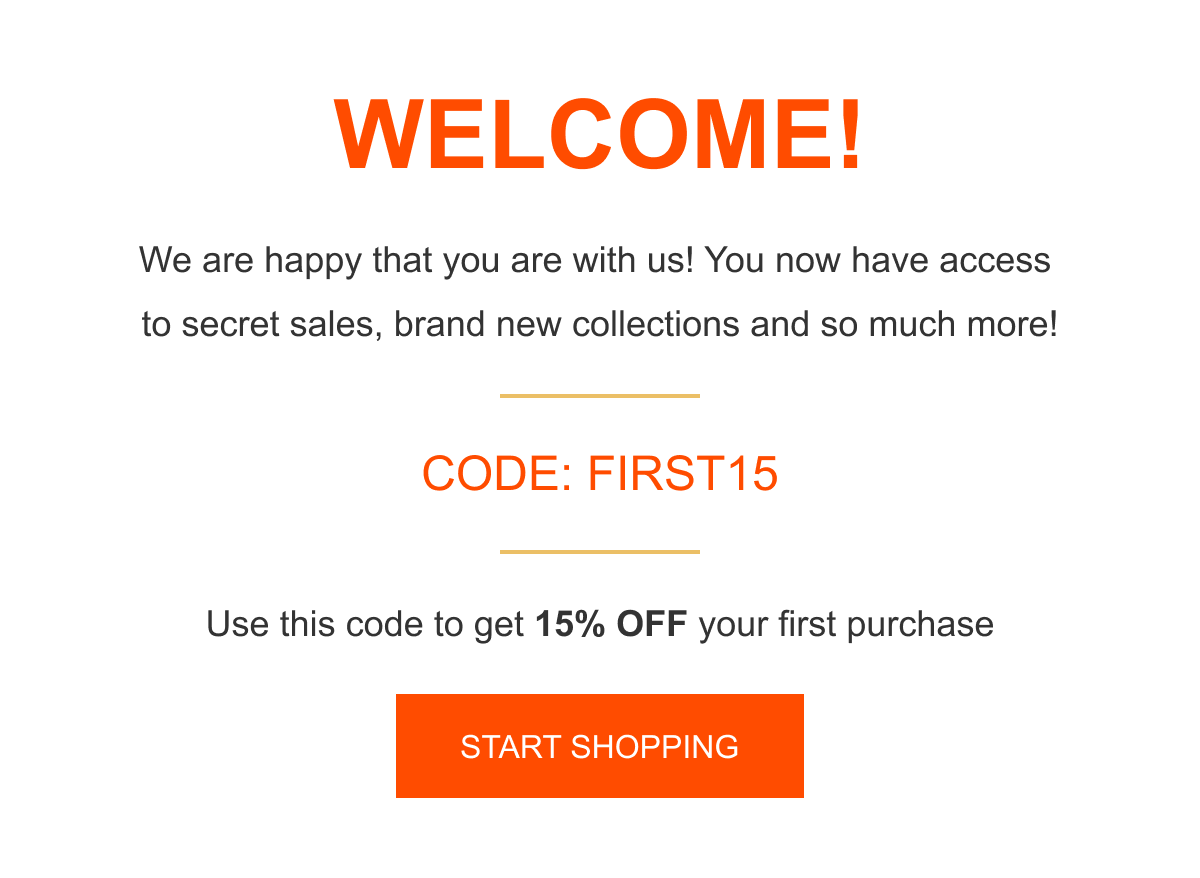 WELCOME!
We are happy that you are with us! You now have access
to secret sales, brand new collections and so much more!
CODE: FIRST15
Use this code to get 15% OFF your first purchase
START SHOPPING